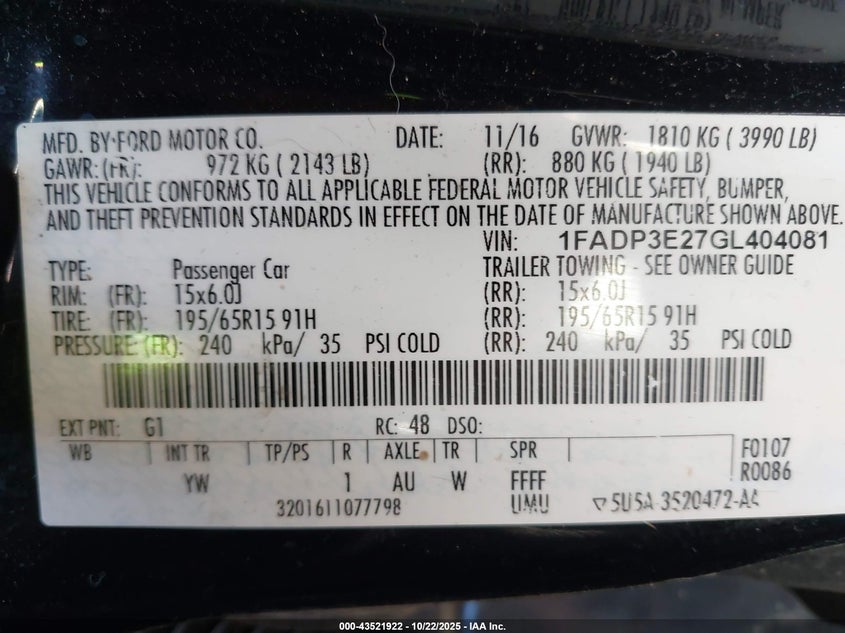 MFD. BY FORD MOTOR CO. DATE: 11/16 GVWR: 1810 KG ( 3990 LB)
GAWR:(FR): 972 KG ( 2143 LB) (RR): 880 KG ( 1940 LB)
THIS VEHICLE CONFORMS TO ALL APPLICABLE FEDERAL MOTOR VEHICLE SAFETY, BUMPER,
AND THEFT PREVENTION STANDARDS IN EFFECT ON THE DATE OF MANUFACTURE SHOWN ABOVE.
VIN: 1FADP3E27GL404081
TYPE: Passenger Car TRAILER TOWING - SEE OWNER GUIDE
RIM: (FR): 15x6.0J (RR): 15x6.0J
TIRE: (FR): 195/65R15 91H (RR): 195/65R15 91H
PRESSURE: (FR): 240 kPa/ 35 PSI COLD (RR): 240 kPa/ 35 PSI COLD
EXT PNT: G1 RC: 48 DSO:
WB INT TR TP/PS R AXLE TR SPR F0107
YW 1 AU W FFFF R0086
3201611077798 UMU 5U5A-3520472-AA
000-43521922 - 10/22/2025 - IAA Inc.